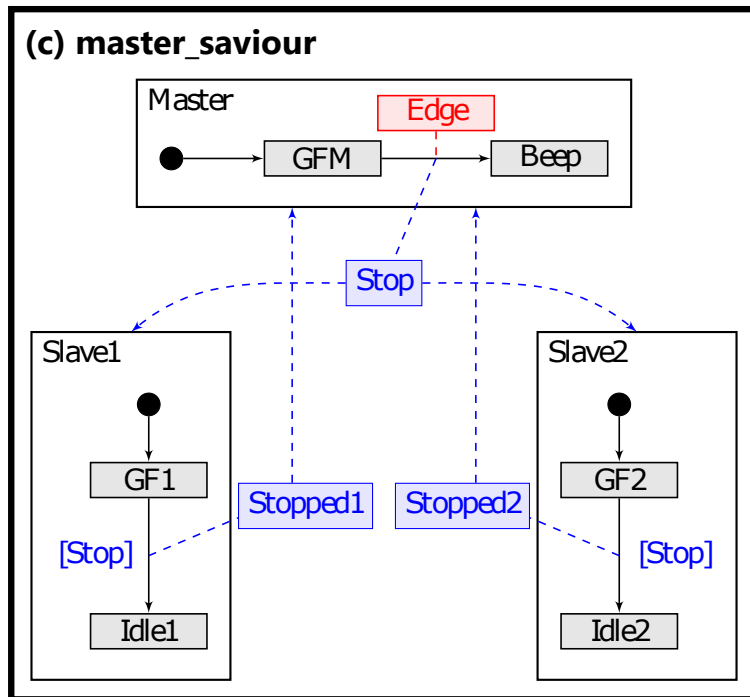 (c) master_saviour
Master
Edge
GFM
Beep
Stop
Slave1
Slave2
GF1
GF2
Stopped1
Stopped2
[Stop]
[Stop]
Idle1
Idle2